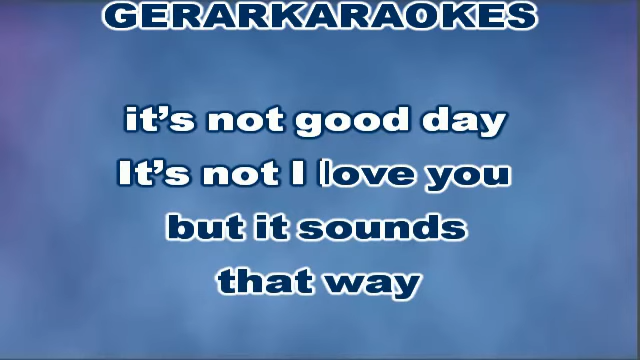 GERARKARAOKES
it’s not good day
It’s not I love you
but it sounds
that way